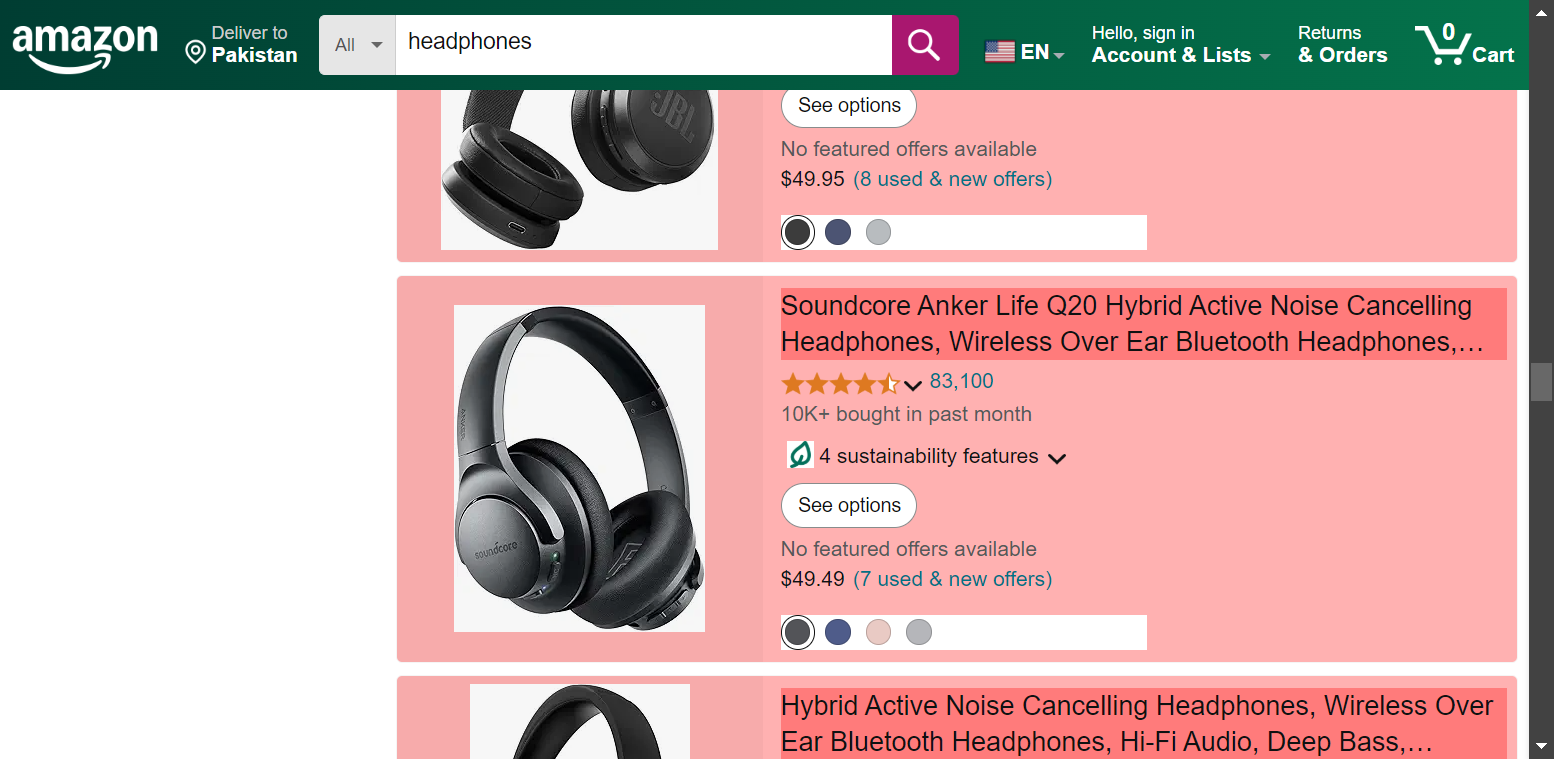 amazon
Deliver to
Pakistan
All
headphones
EN
Hello, sign in
Account & Lists
Returns
& Orders
0
Cart
JBL
See options
No featured offers available
$49.95 (8 used & new offers)
Soundcore Anker Life Q20 Hybrid Active Noise Cancelling
Headphones, Wireless Over Ear Bluetooth Headphones,…
83,100
10K+ bought in past month
4 sustainability features
ANKER
soundcore
See options
No featured offers available
$49.49 (7 used & new offers)
Hybrid Active Noise Cancelling Headphones, Wireless Over
Ear Bluetooth Headphones, Hi-Fi Audio, Deep Bass,…